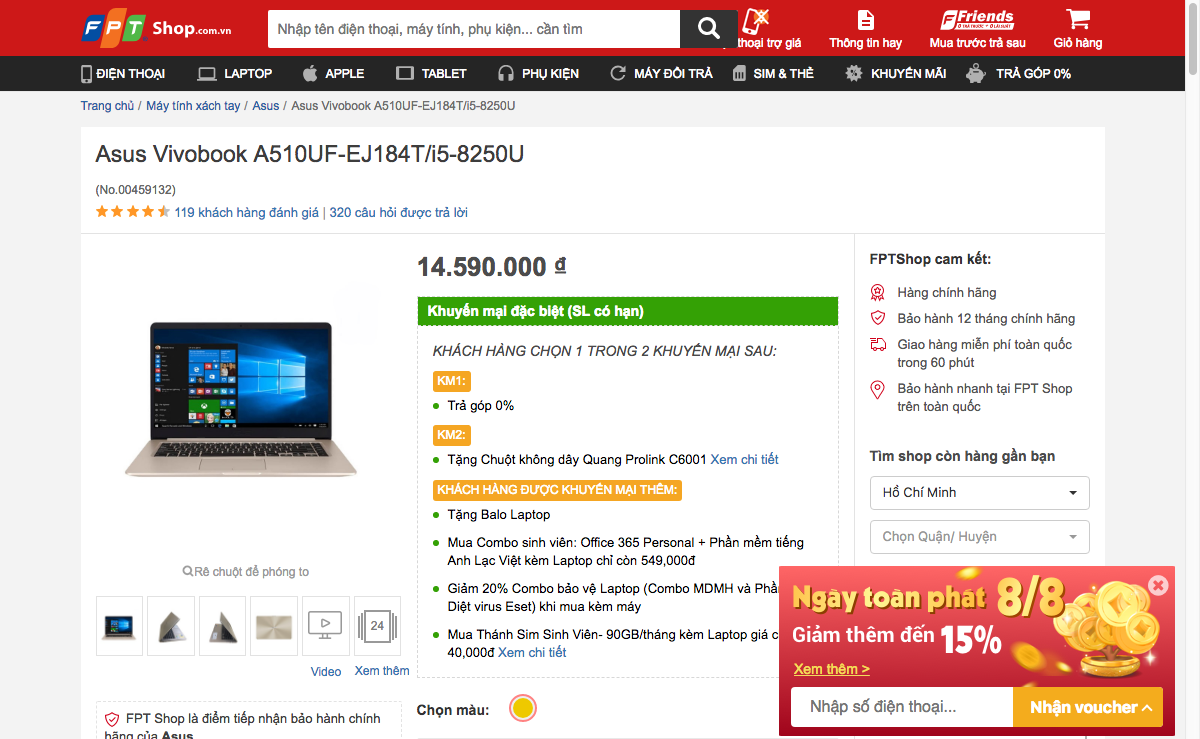 FPT Shop.com.vn
Nhập tên điện thoại, máy tính, phụ kiện... cần tìm
thoại trợ giá
Thông tin hay
Friends
Mua trước trả sau
Giỏ hàng
ĐIỆN THOẠI
LAPTOP
APPLE
TABLET
PHỤ KIỆN
MÁY ĐỔI TRẢ
SIM & THẺ
KHUYẾN MÃI
TRẢ GÓP 0%
Trang chủ / Máy tính xách tay / Asus / Asus Vivobook A510UF-EJ184T/i5-8250U
Asus Vivobook A510UF-EJ184T/i5-8250U
(No.00459132)
119 khách hàng đánh giá | 320 câu hỏi được trả lời
Rê chuột để phóng to
24
Video
Xem thêm
FPT Shop là điểm tiếp nhận bảo hành chính
hãng của Asus
14.590.000 ₫
Khuyến mại đặc biệt (SL có hạn)
KHÁCH HÀNG CHỌN 1 TRONG 2 KHUYẾN MẠI SAU:
KM1:
Trả góp 0%
KM2:
Tặng Chuột không dây Quang Prolink C6001 Xem chi tiết
KHÁCH HÀNG ĐƯỢC KHUYẾN MẠI THÊM:
Tặng Balo Laptop
Mua Combo sinh viên: Office 365 Personal + Phần mềm tiếng
Anh Lạc Việt kèm Laptop chỉ còn 549,000đ
Giảm 20% Combo bảo vệ Laptop (Combo MDMH và Phần
Diệt virus Eset) khi mua kèm máy
Mua Thánh Sim Sinh Viên- 90GB/tháng kèm Laptop giá c
40,000đ Xem chi tiết
Chọn màu:
FPTShop cam kết:
Hàng chính hãng
Bảo hành 12 tháng chính hãng
Giao hàng miễn phí toàn quốc
trong 60 phút
Bảo hành nhanh tại FPT Shop
trên toàn quốc
Tìm shop còn hàng gần bạn
Hồ Chí Minh
Chọn Quận/ Huyện
Ngày toàn phát 8/8
Giảm thêm đến 15%
Xem thêm >
Nhập số điện thoại...
Nhận voucher